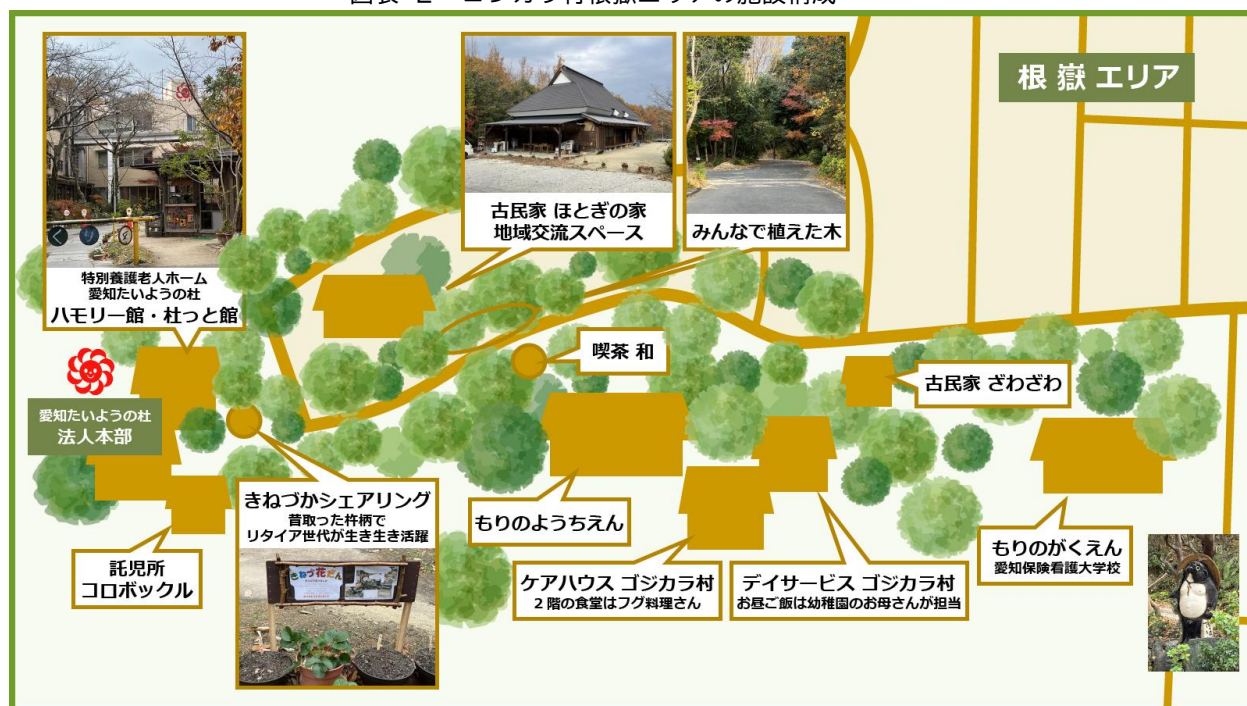 根嶽エリア
古民家 ほとぎの家
地域交流スペース
みんなで植えた木
特別養護老人ホーム
愛知たいようの杜
ハモリー館・杜っと館
喫茶 和
古民家 ざわざわ
愛知たいようの杜
法人本部
きねづかシェアリング
昔取った杵柄で
リタイア世代が生き生き活躍
もりのようちえん
もりのがくえん
愛知保険看護大学校
託児所
コロボックル
ケアハウス ゴジカラ村
2階の食堂はフグ料理さん
デイサービス ゴジカラ村
お昼ご飯は幼稚園のお母さんが担当
きねづ花だん